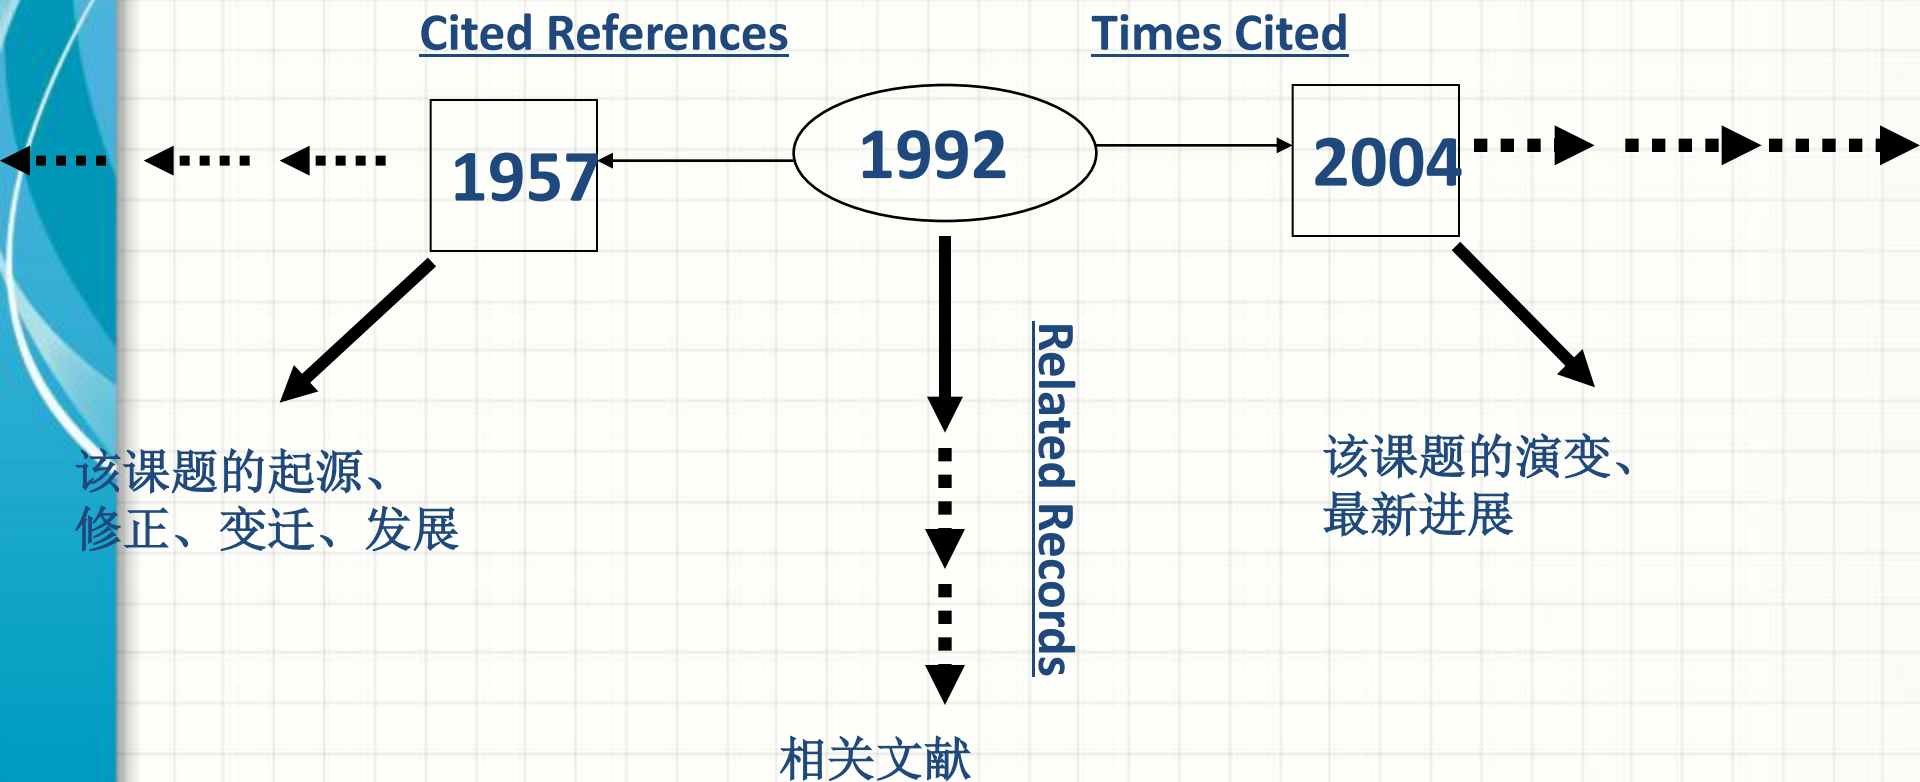 Cited References
Times Cited
1957
1992
2004
Related Records
该课题的起源、
修正、变迁、发展
该课题的演变、
最新进展
相关文献